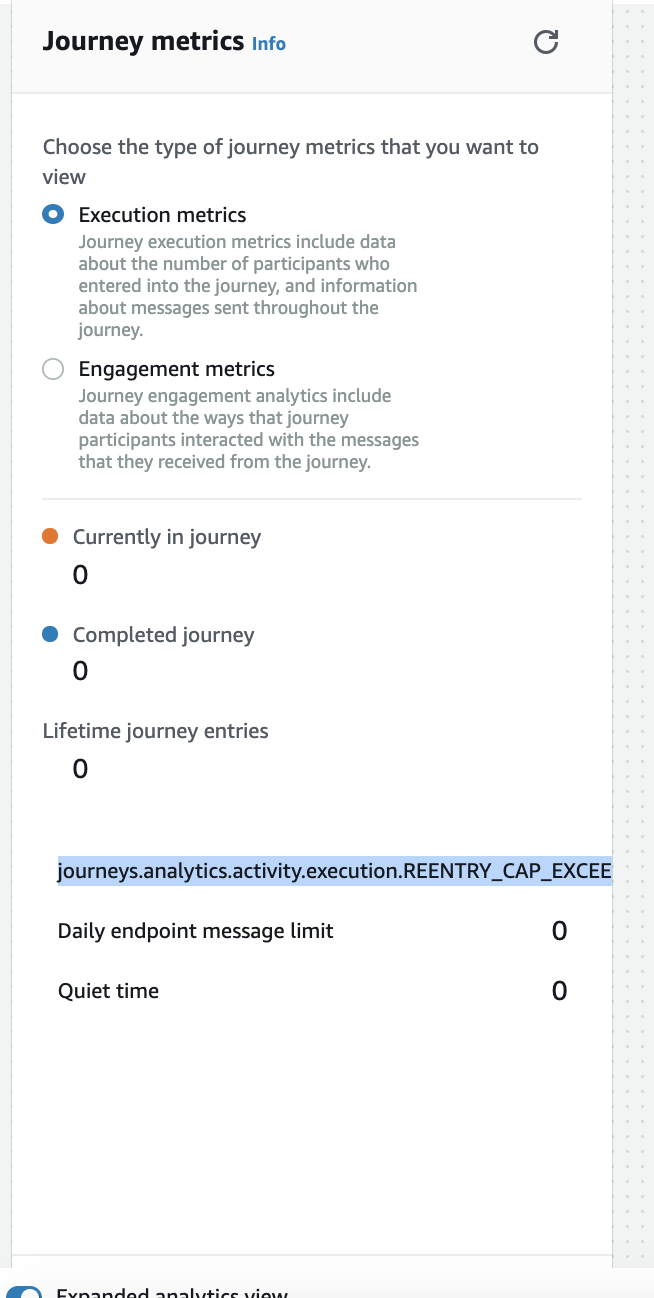 Journey metrics Info
Choose the type of journey metrics that you want to
view
Execution metrics
Journey execution metrics include data
about the number of participants who
entered into the journey, and information
about messages sent throughout the
journey.
Engagement metrics
Journey engagement analytics include
data about the ways that journey
participants interacted with the messages
that they received from the journey.
Currently in journey
0
Completed journey
0
Lifetime journey entries
0
journeys.analytics.activity.execution.REENTRY_CAP_EXCEE
Daily endpoint message limit 0
Quiet time 0
Expanded analytics view